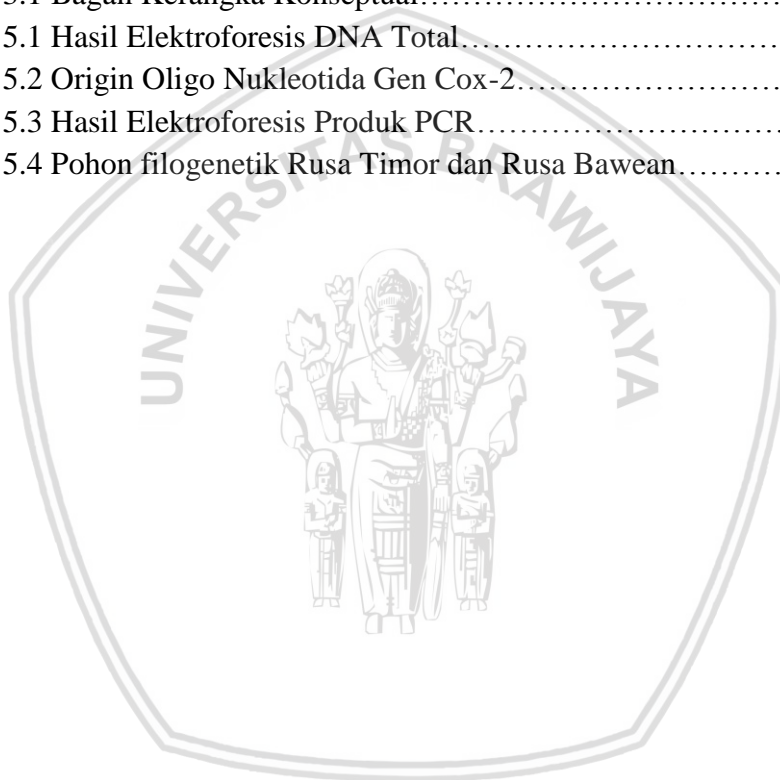 3.1 Bagan Kerangka Konseptual……………………………………
5.1 Hasil Elektroforesis DNA Total…………………………………
5.2 Origin Oligo Nukleotida Gen Cox-2……………………………
5.3 Hasil Elektroforesis Produk PCR………………………………
5.4 Pohon filogenetik Rusa Timor dan Rusa Bawean…………
UNIVERSITAS BRAWIJAYA